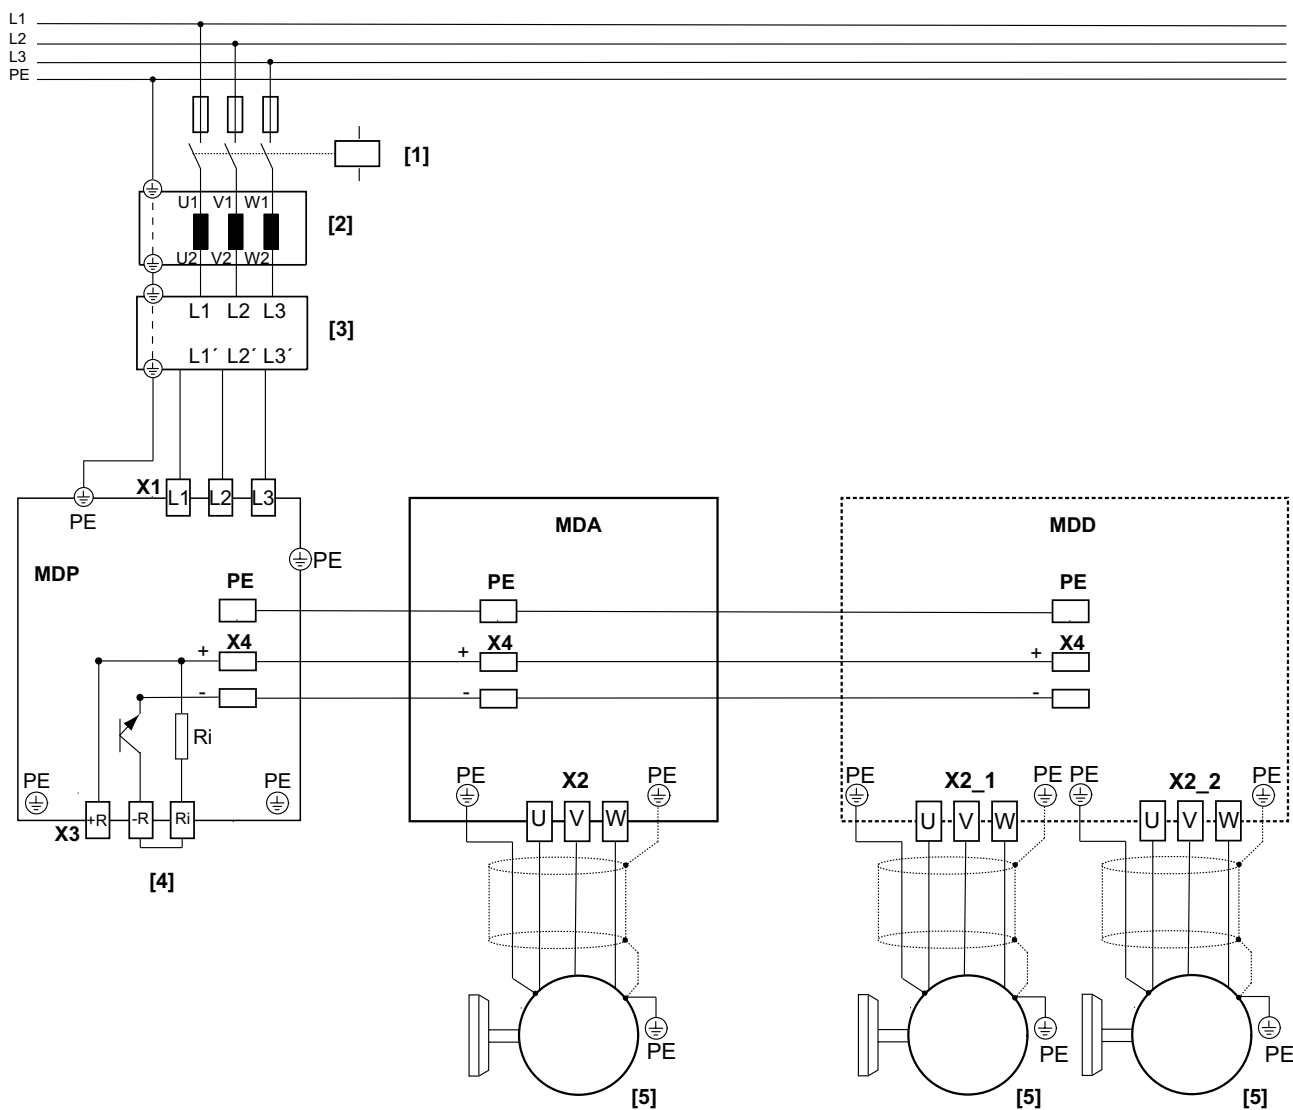 L1
L2
L3
PE
[1]
U1 V1 W1
[2]
U2 V2 W2
L1 L2 L3
[3]
L1´ L2´ L3´
X1 L1 L2 L3
PE
MDA
MDD
PE
MDP
PE
PE
PE
X4
X4
X4
+
+
+
-
-
-
Ri
PE
PE
PE
X2
PE
PE
X2_1
PE
PE
X2_2
PE
X3
+R
-R
Ri
U V W
U V W
U V W
[4]
PE
PE
PE
[5]
[5]
[5]